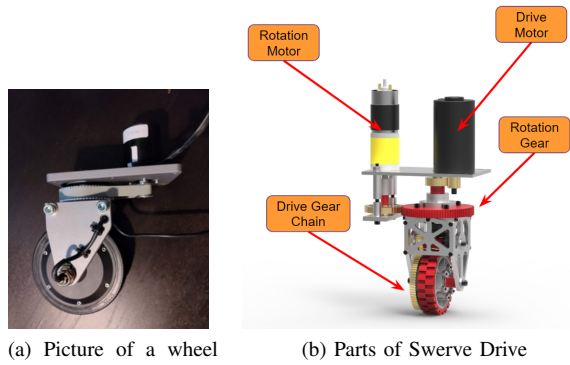 Rotation
Motor
Drive
Motor
Rotation
Gear
Drive Gear
Chain
(a) Picture of a wheel
(b) Parts of Swerve Drive